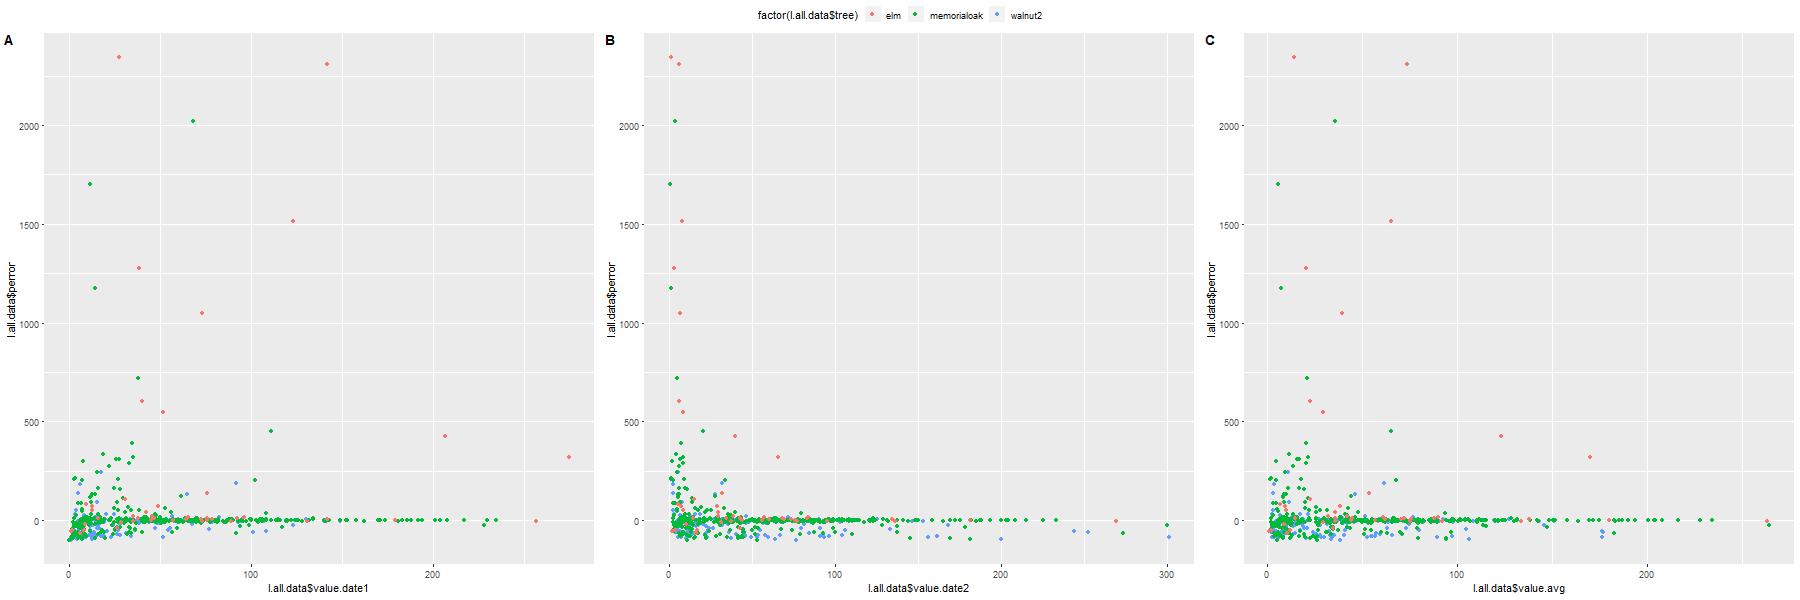 factor(l.all.data$tree) elm memorialoak walnut2
A
B
C
l.all.data$perror
2000
1500
1000
500
0
0 100 200
l.all.data$value.date1
l.all.data$perror
2000
1500
1000
500
0
0 100 200 300
l.all.data$value.date2
l.all.data$perror
2000
1500
1000
500
0
0 100 200
l.all.data$value.avg